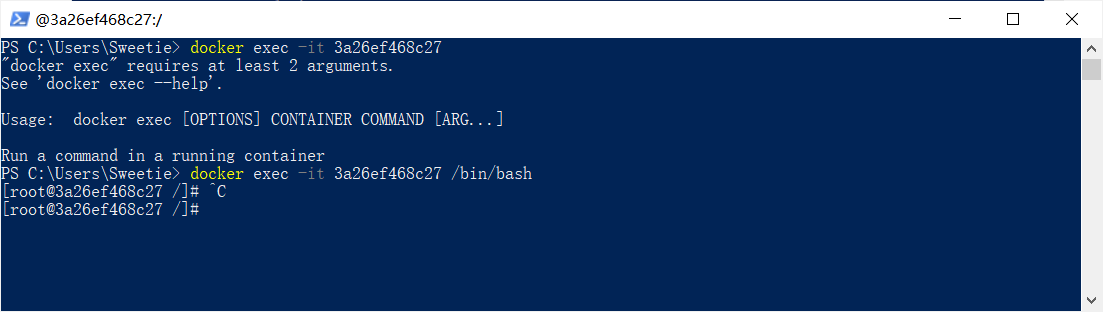 @3a26ef468c27:/
PS C:\Users\Sweetie> docker exec -it 3a26ef468c27
"docker exec" requires at least 2 arguments.
See 'docker exec --help'.
Usage:  docker exec [OPTIONS] CONTAINER COMMAND [ARG...]
Run a command in a running container
PS C:\Users\Sweetie> docker exec -it 3a26ef468c27 /bin/bash
[root@3a26ef468c27 /]# ^C
[root@3a26ef468c27 /]#